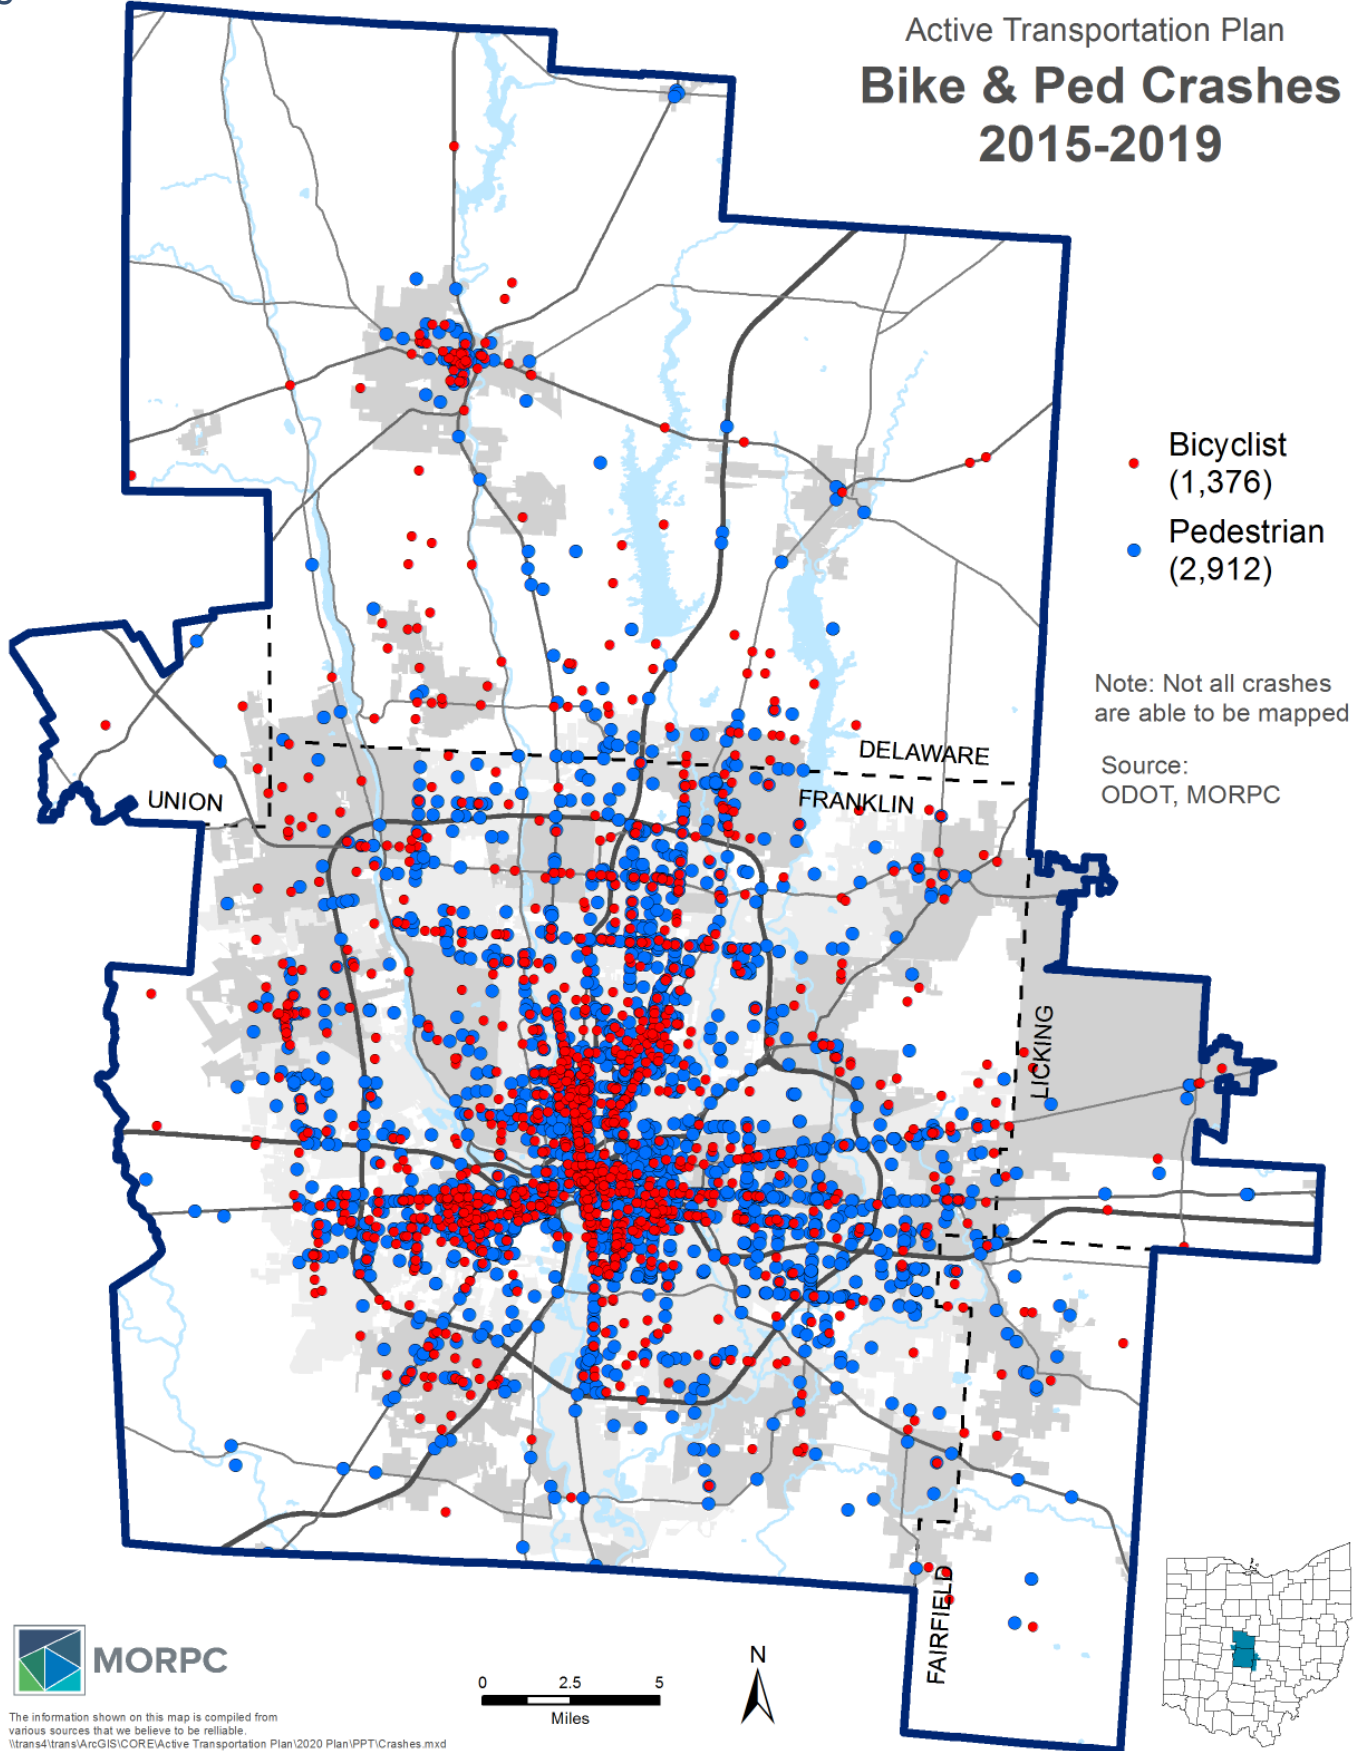 Active Transportation Plan
Bike & Ped Crashes
2015-2019
Bicyclist
(1,376)
Pedestrian
(2,912)
Note: Not all crashes
are able to be mapped
Source:
ODOT, MORPC
DELAWARE
UNION
FRANKLIN
LICKING
FAIRFIELD
MORPC
0 2.5 5
Miles
N
The information shown on this map is compiled from
various sources that we believe to be relliable.
\\trans4\trans\ArcGIS\CORE\Active Transportation Plan\2020 Plan\PPT\Crashes.mxd